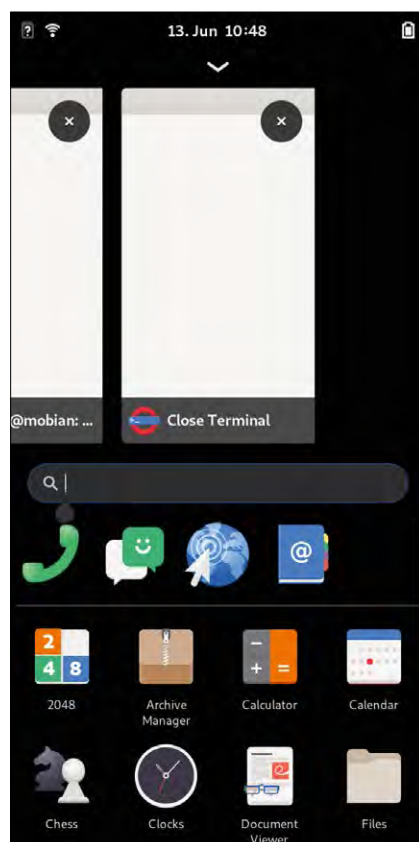 ? 13. Jun 10:48
× ×
@mobian: ... Close Terminal
@
2 4 8
- + =
2048 Archive Manager Calculator Calendar
Chess Clocks Document Viewer Files